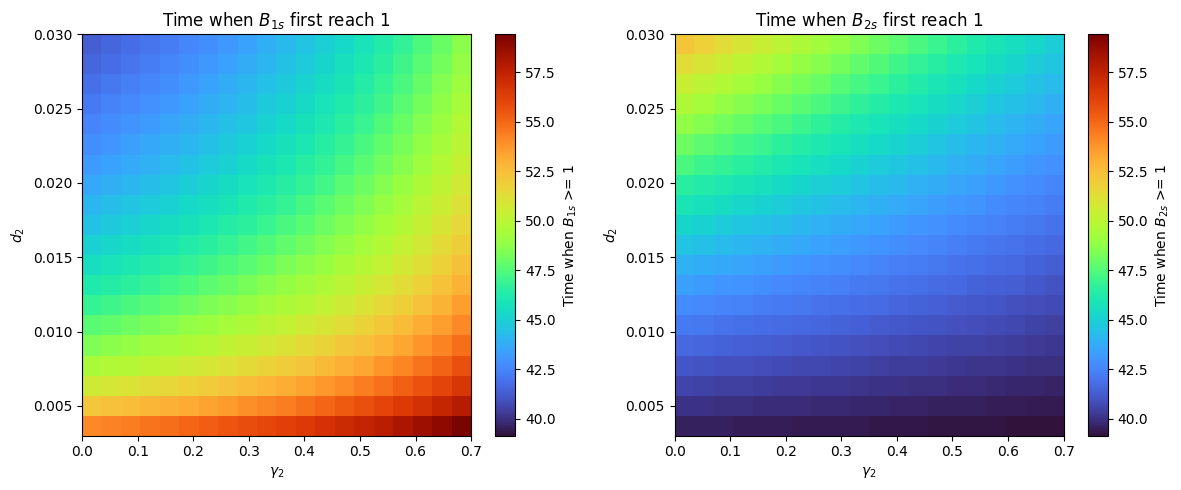 Time when $B_{1s}$ first reach 1
0.030
0.025
0.020
0.015
0.010
0.005
$d_2$
0.0 0.1 0.2 0.3 0.4 0.5 0.6 0.7
$\gamma_2$
57.5
55.0
52.5
50.0
47.5
45.0
42.5
40.0
Time when $B_{1s}$ >= 1
Time when $B_{2s}$ first reach 1
0.030
0.025
0.020
0.015
0.010
0.005
$d_2$
0.0 0.1 0.2 0.3 0.4 0.5 0.6 0.7
$\gamma_2$
57.5
55.0
52.5
50.0
47.5
45.0
42.5
40.0
Time when $B_{2s}$ >= 1